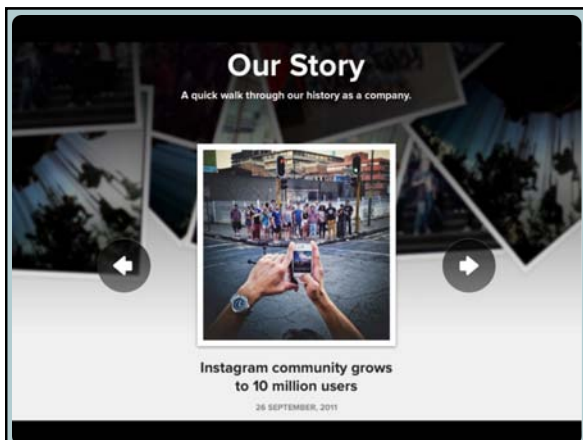 Our Story
A quick walk through our history as a company.
Instagram community grows
to 10 million users
26 SEPTEMBER, 2011